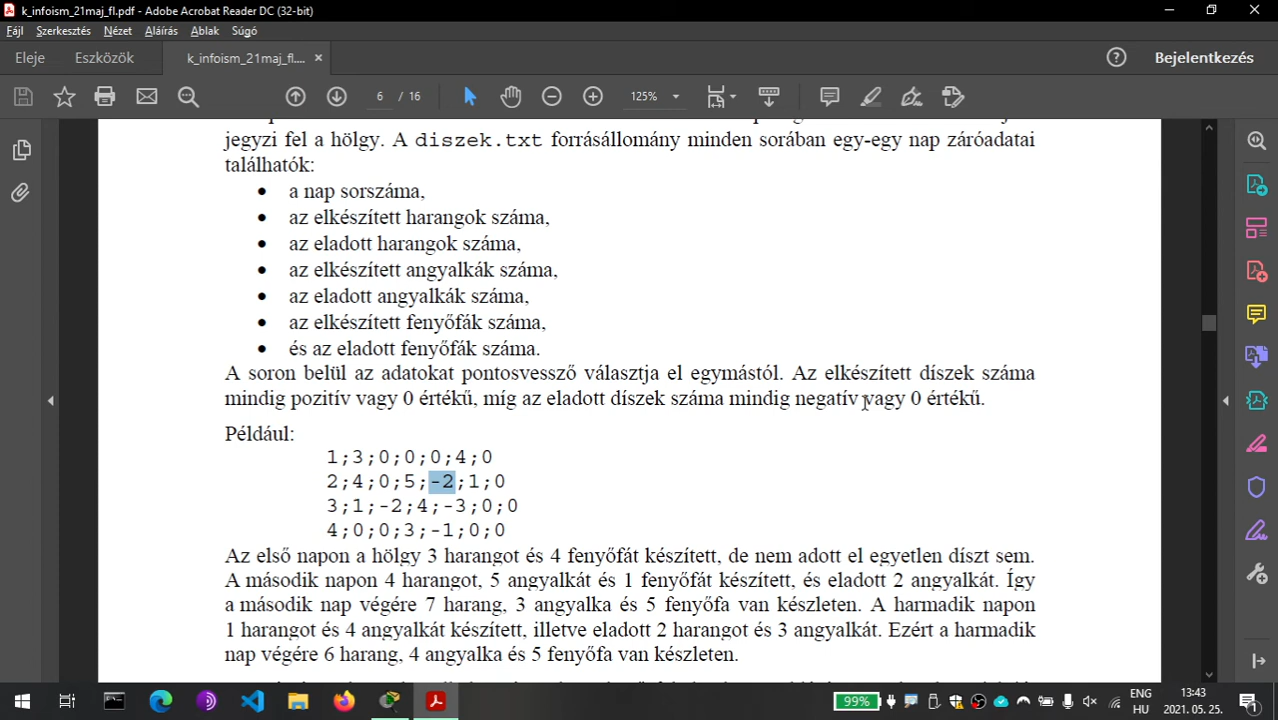 k_infoism_21maj_fl.pdf - Adobe Acrobat Reader DC (32-bit)
Fájl Szerkesztés Nézet Aláírás Ablak Súgó
Eleje Eszközök k_infoism_21maj_fl.... × Bejelentkezés
6 / 16 125%
jegyzi fel a hölgy. A diszek.txt forrásállomány minden sorában egy-egy nap záróadatai
találhatók:
• a nap sorszáma,
• az elkészített harangok száma,
• az eladott harangok száma,
• az elkészített angyalkák száma,
• az eladott angyalkák száma,
• az elkészített fenyőfák száma,
• és az eladott fenyőfák száma.
A soron belül az adatokat pontosvessző választja el egymástól. Az elkészített díszek száma
mindig pozitív vagy 0 értékű, míg az eladott díszek száma mindig negatív vagy 0 értékű.
Például:
1;3;0;0;0;4;0
2;4;0;5;-2;1;0
3;1;-2;4;-3;0;0
4;0;0;3;-1;0;0
Az első napon a hölgy 3 harangot és 4 fenyőfát készített, de nem adott el egyetlen díszt sem.
A második napon 4 harangot, 5 angyalkát és 1 fenyőfát készített, és eladott 2 angyalkát. Így
a második nap végére 7 harang, 3 angyalka és 5 fenyőfa van készleten. A harmadik napon
1 harangot és 4 angyalkát készített, illetve eladott 2 harangot és 3 angyalkát. Ezért a harmadik
nap végére 6 harang, 4 angyalka és 5 fenyőfa van készleten.
99% ENG HU 13:43 2021. 05. 25. 1